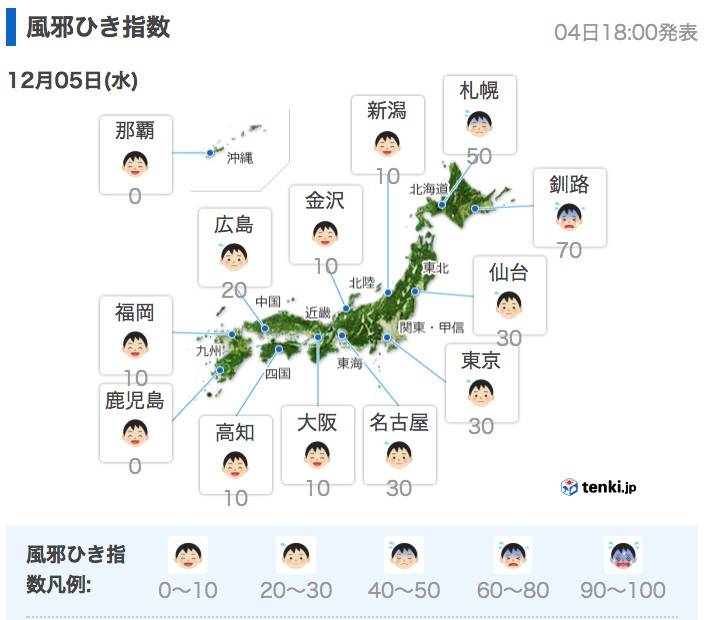 風邪ひき指数
04日18:00発表
12月05日(水)
札幌
50
新潟
10
那覇
0
沖縄
釧路
70
北海道
金沢
10
広島
20
仙台
30
東北
北陸
中国
近畿
福岡
10
関東・甲信
九州
東海
四国
東京
30
鹿児島
0
高知
10
大阪
10
名古屋
30
tenki.jp
風邪ひき指
数凡例:
0〜10
20〜30
40〜50
60〜80
90〜100